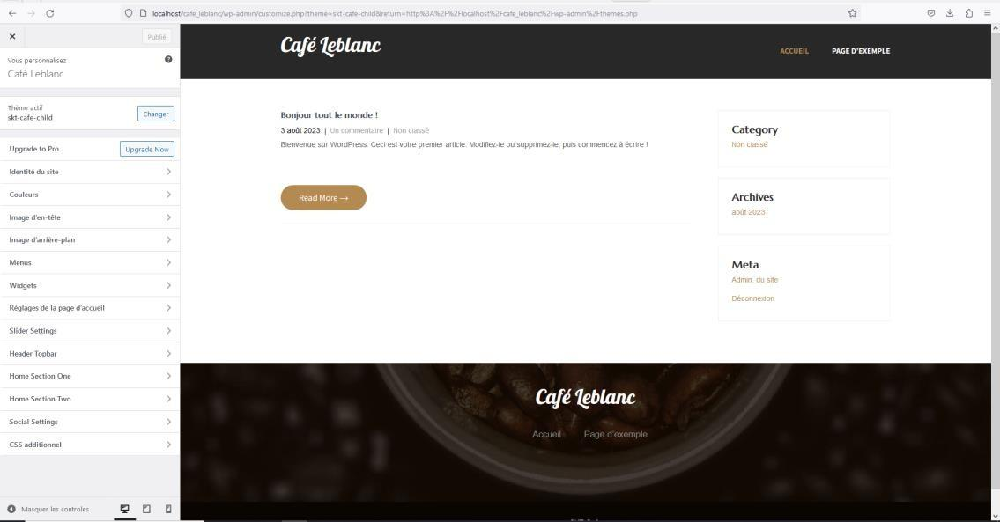 localhost/cafe_leblanc/wp-admin/customize.php?theme=skt-cafe-child&return=http%3A%2F%2Flocalhost%2Fcafe_leblanc%2Fwp-admin%2Fthemes.php
Publié
Vous personnalisez
Café Leblanc
Thème actif
skt-cafe-child
Changer
Upgrade to Pro
Upgrade Now
Identité du site
Couleurs
Image d'en-tête
Image d'arrière-plan
Menus
Widgets
Réglages de la page d'accueil
Slider Settings
Header Topbar
Home Section One
Home Section Two
Social Settings
CSS additionnel
Masquer les controles
Café Leblanc
ACCUEIL PAGE D'EXEMPLE
Bonjour tout le monde !
3 août 2023 | Un commentaire | Non classé
Bienvenue sur WordPress. Ceci est votre premier article. Modifiez-le ou supprimez-le, puis commencez à écrire !
Read More →
Category
Non classé
Archives
août 2023
Meta
Admin. du site
Déconnexion
Café Leblanc
Accueil Page d'exemple